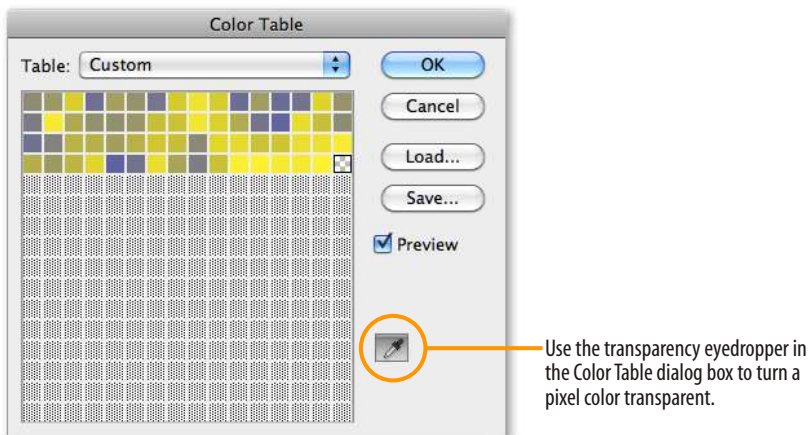 Color Table
Table: Custom
OK
Cancel
Load...
Save...
Preview
Use the transparency eyedropper in
the Color Table dialog box to turn a
pixel color transparent.